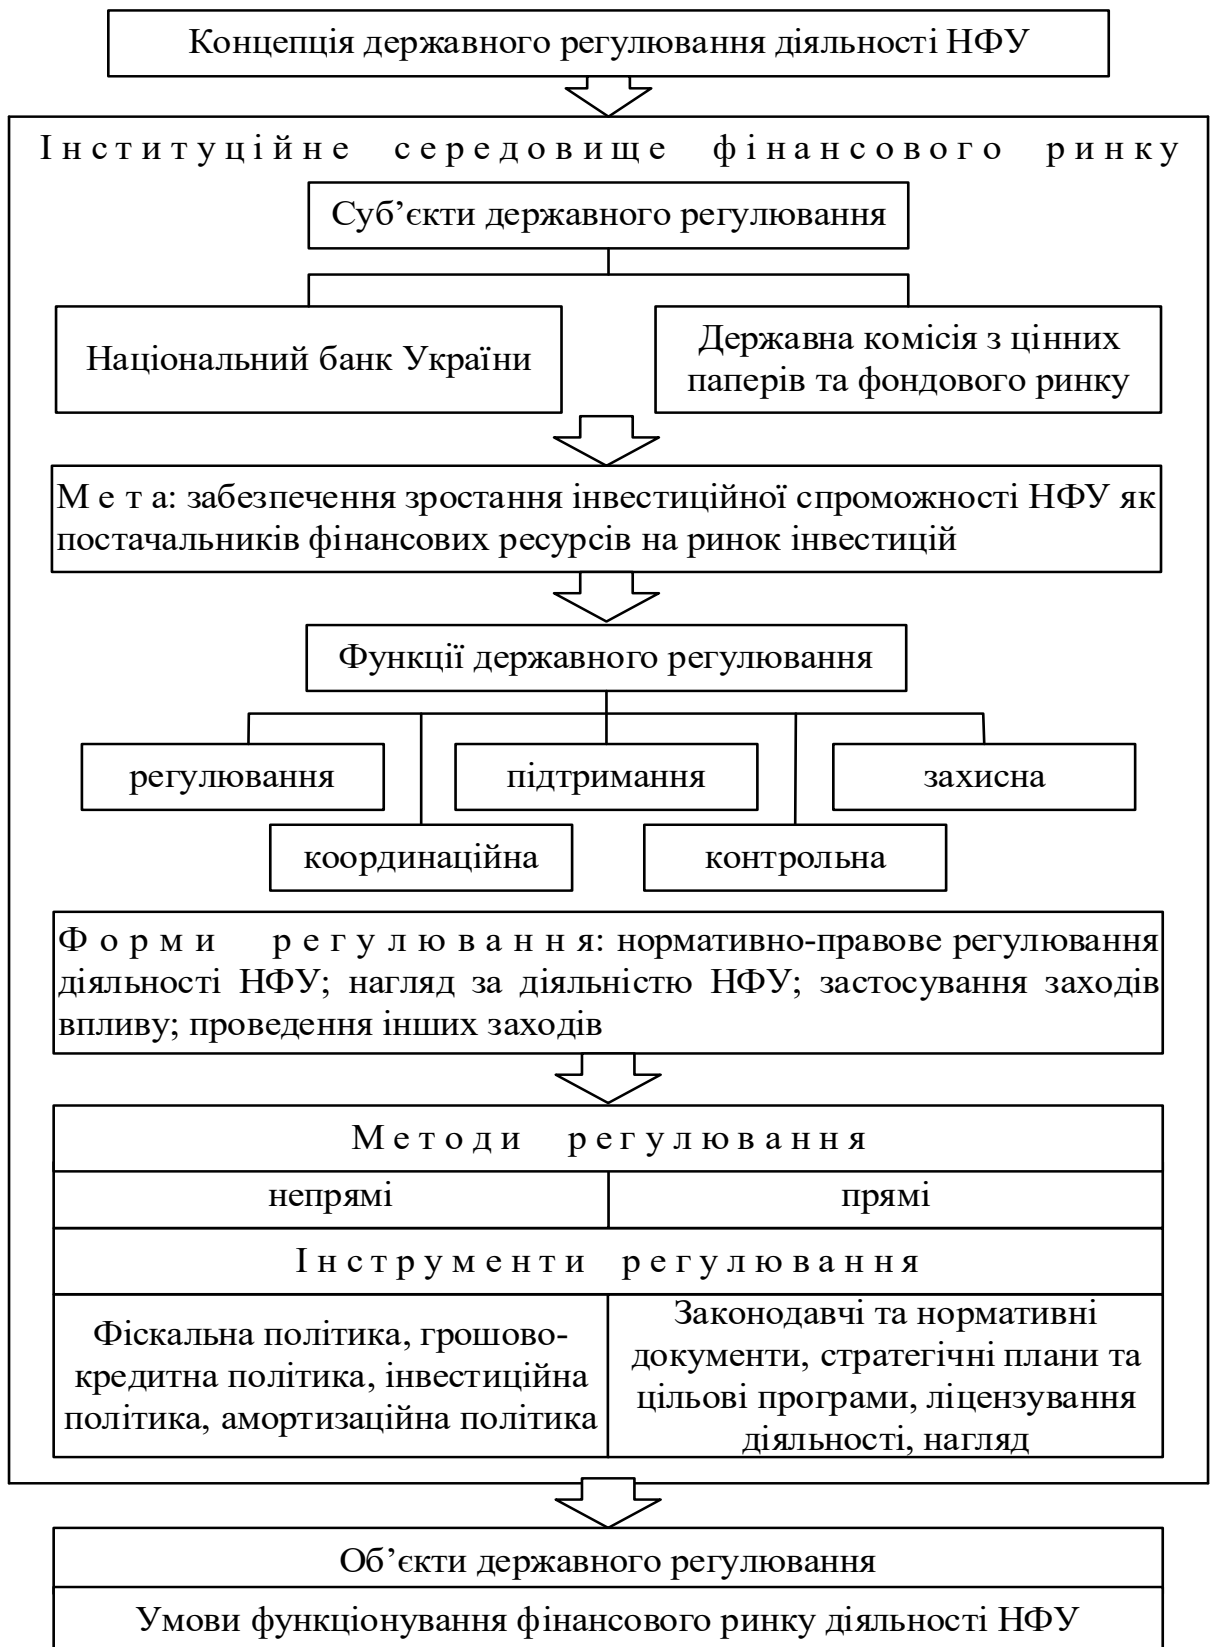 Концепція державного регулювання діяльності НФУ
Інституційне середовище фінансового ринку
Суб’єкти державного регулювання
Національний банк України
Державна комісія з цінних
паперів та фондового ринку
Мета: забезпечення зростання інвестиційної спроможності НФУ як
постачальників фінансових ресурсів на ринок інвестицій
Функції державного регулювання
регулювання
підтримання
захисна
координаційна
контрольна
Форми регулювання: нормативно-правове регулювання
діяльності НФУ; нагляд за діяльністю НФУ; застосування заходів
впливу; проведення інших заходів
Методи регулювання
непрямі
прямі
Інструменти регулювання
Фіскальна політика, грошово-
кредитна політика, інвестиційна
політика, амортизаційна політика
Законодавчі та нормативні
документи, стратегічні плани та
цільові програми, ліцензування
діяльності, нагляд
Об’єкти державного регулювання
Умови функціонування фінансового ринку діяльності НФУ